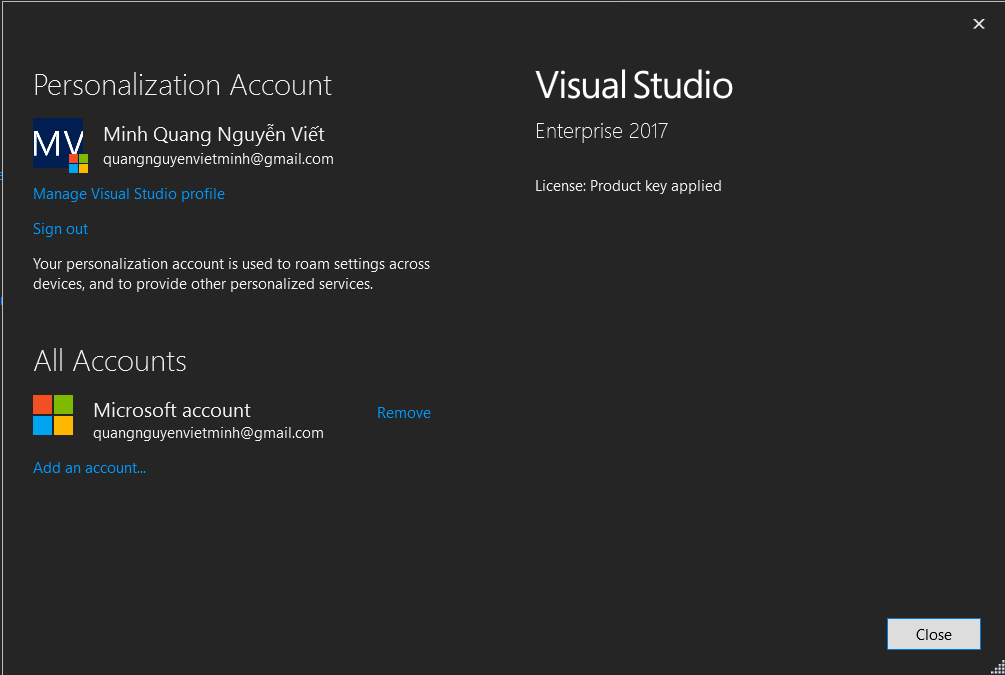 Personalization Account
MV
Minh Quang Nguyễn Viết
quangnguyenvietminh@gmail.com
Manage Visual Studio profile
Sign out
Your personalization account is used to roam settings across
devices, and to provide other personalized services.
All Accounts
Microsoft account
quangnguyenvietminh@gmail.com
Remove
Add an account...
Visual Studio
Enterprise 2017
License: Product key applied
Close